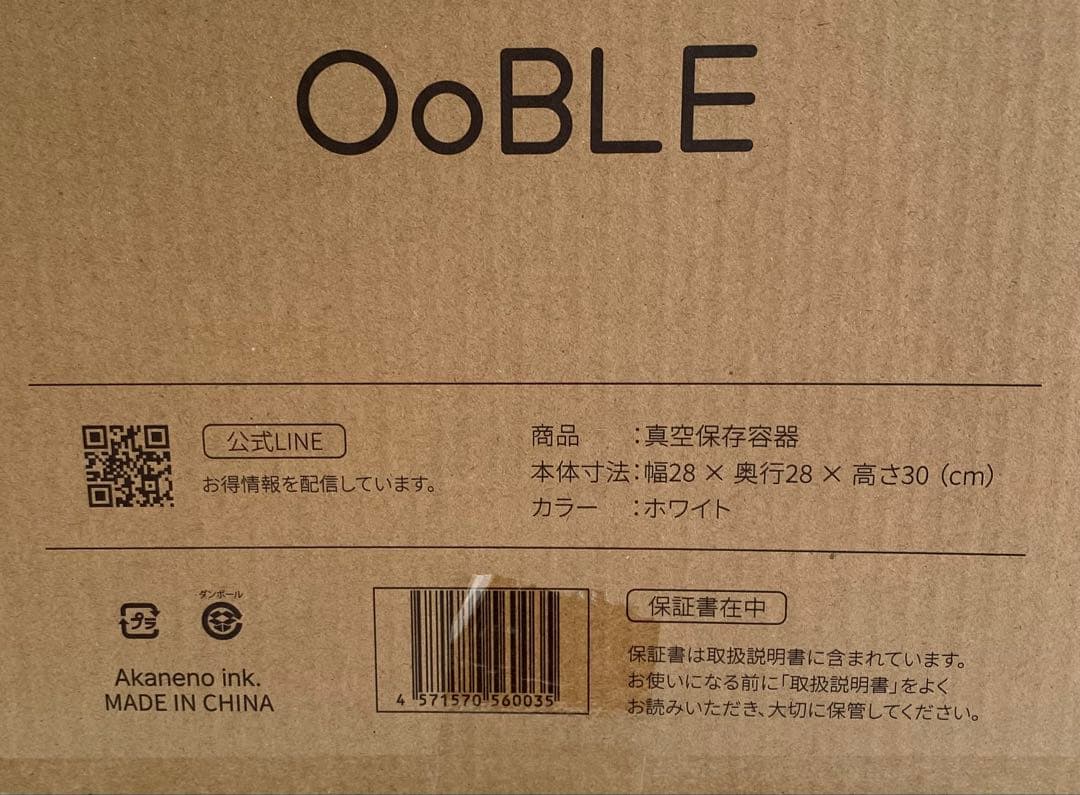 OoBLE
公式LINE
お得情報を配信しています。
商品　　：真空保存容器
本体寸法：幅28 × 奥行28 × 高さ30（cm）
カラー　：ホワイト
プラ
ダンボール
Akaneno ink.
MADE IN CHINA
4 571570 560035
保証書在中
保証書は取扱説明書に含まれています。
お使いになる前に「取扱説明書」をよく
お読みいただき、大切に保管してください。